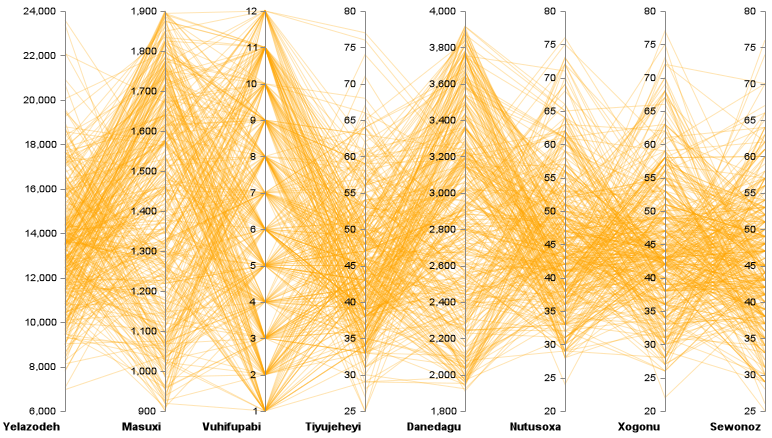 24,000 1,900 12 80 4,000 80 80 80
22,000 1,800 11 75 3,800 75 75 75
20,000 1,700 10 70 3,600 70 70 70
18,000 1,600 9 65 3,400 65 65 65
16,000 1,500 8 60 3,200 60 60 60
14,000 1,400 7 55 3,000 55 55 55
12,000 1,300 6 50 2,800 50 50 50
10,000 1,200 5 45 2,600 45 45 45
8,000 1,100 4 40 2,400 40 40 40
6,000 1,000 3 35 2,200 35 35 35
900 2 30 2,000 30 30 30
1 25 1,800 25 25 25
20 20
Yelazodeh Masuxi Vuhifupabi Tiyujeheyi Danedagu Nutusoxa Xogonu Sewonoz